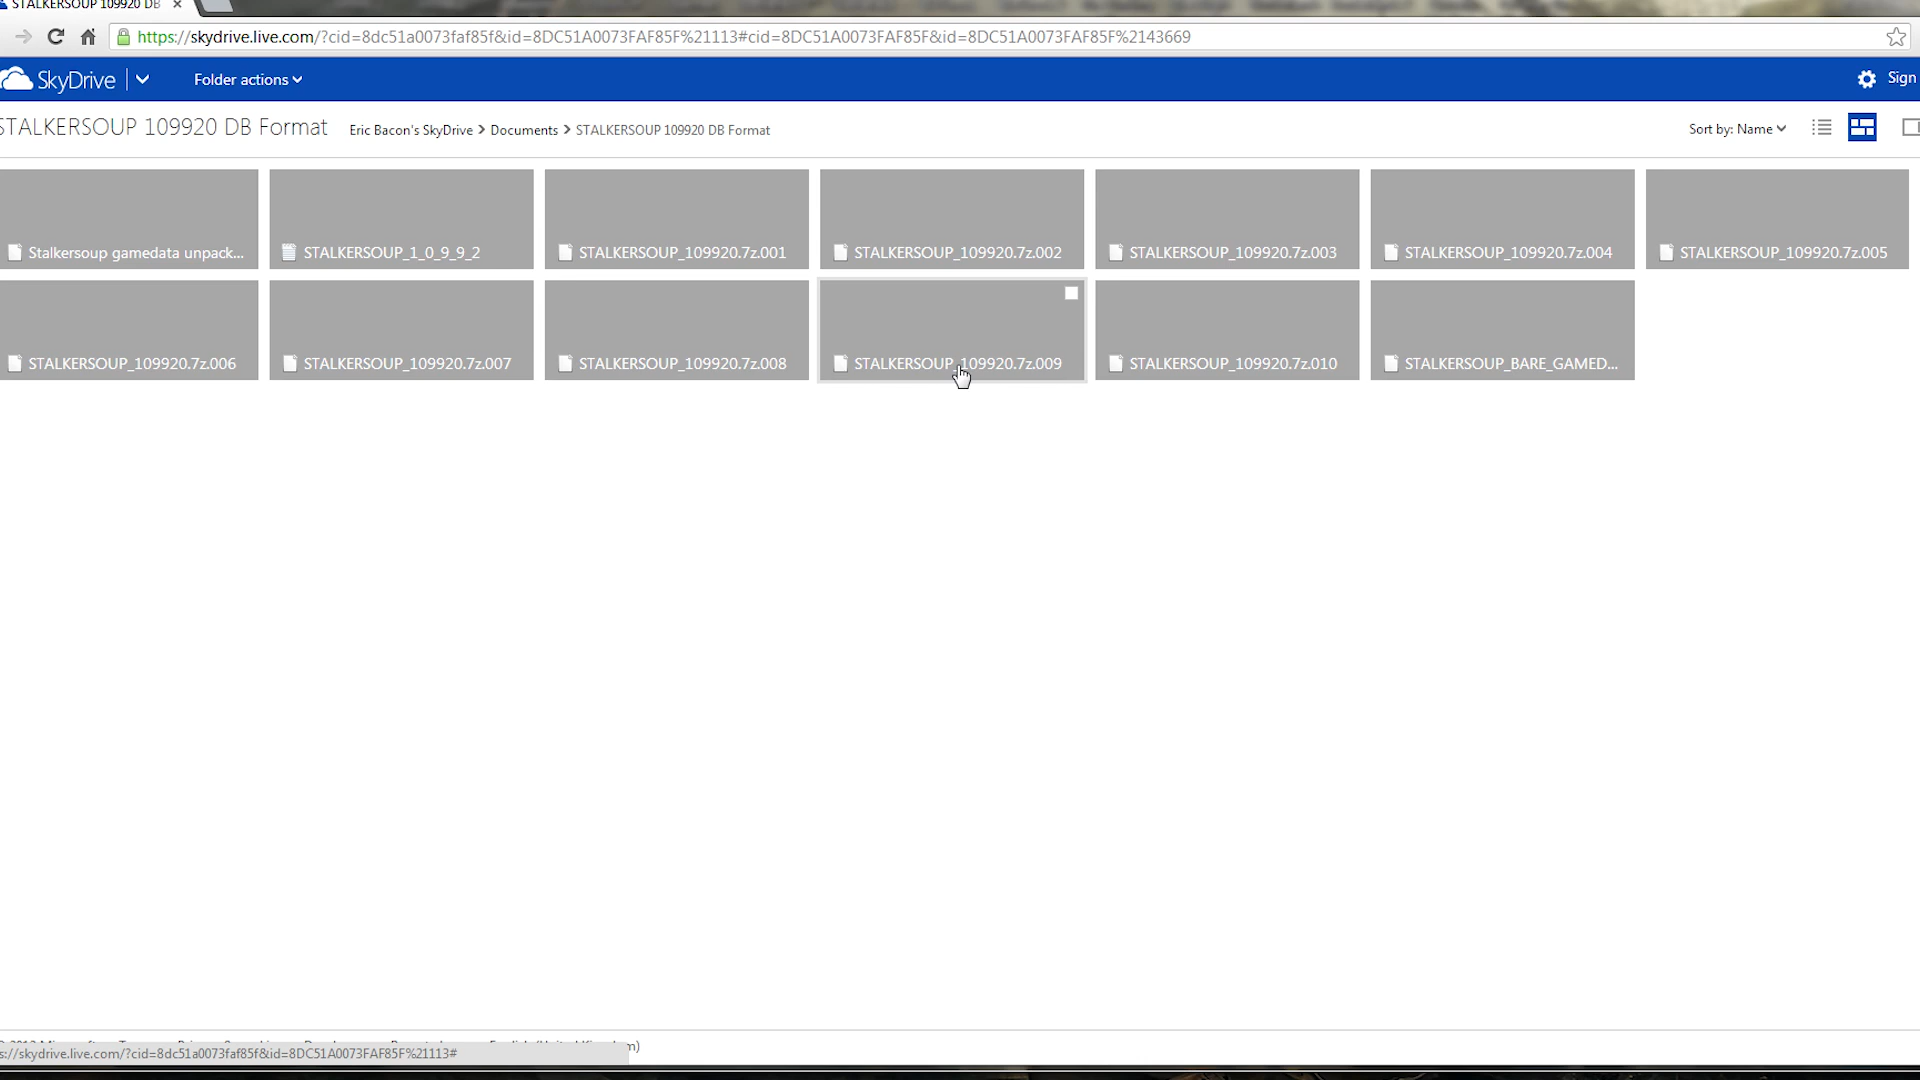 STALKERSOUP 109920 DB
https://skydrive.live.com/?cid=8dc51a0073faf85f&id=8DC51A0073FAF85F%21113#cid=8DC51A0073FAF85F&id=8DC51A0073FAF85F%2143669
SkyDrive Folder actions Sign
STALKERSOUP 109920 DB Format Eric Bacon's SkyDrive > Documents > STALKERSOUP 109920 DB Format Sort by: Name
Stalkersoup gamedata unpack... STALKERSOUP_1_0_9_9_2 STALKERSOUP_109920.7z.001 STALKERSOUP_109920.7z.002 STALKERSOUP_109920.7z.003 STALKERSOUP_109920.7z.004 STALKERSOUP_109920.7z.005
STALKERSOUP_109920.7z.006 STALKERSOUP_109920.7z.007 STALKERSOUP_109920.7z.008 STALKERSOUP_109920.7z.009 STALKERSOUP_109920.7z.010 STALKERSOUP_BARE_GAMED...
s://skydrive.live.com/?cid=8dc51a0073faf85f&id=8DC51A0073FAF85F%21113#